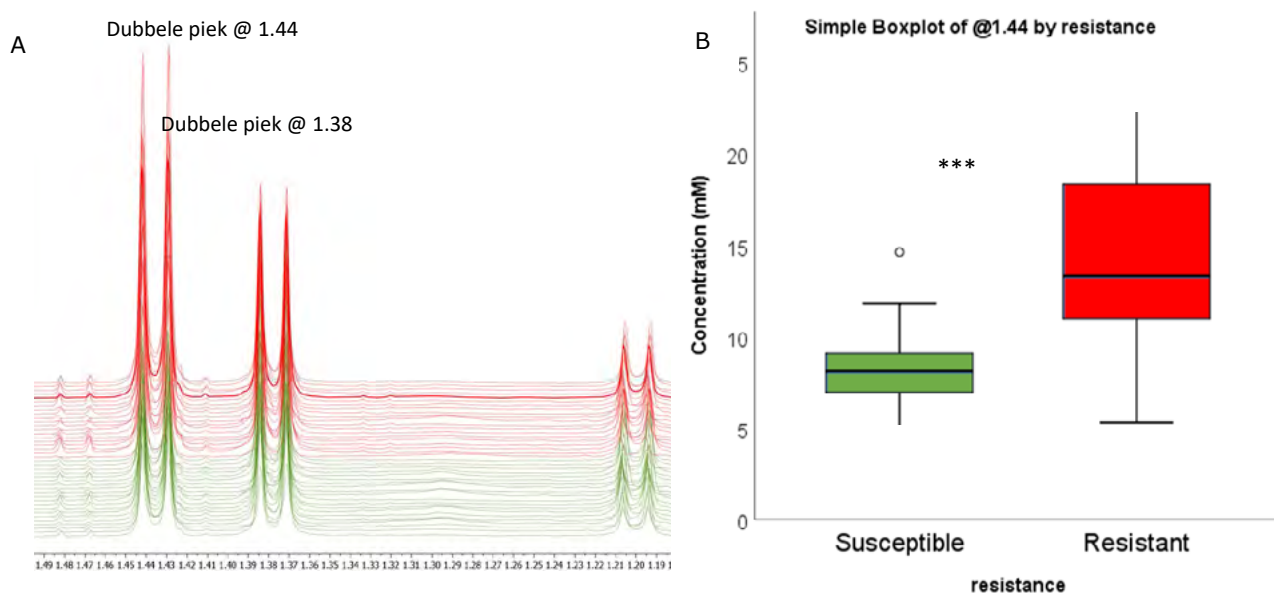 A
Dubbele piek @ 1.44
Dubbele piek @ 1.38
1.49 1.48 1.47 1.46 1.45 1.44 1.43 1.42 1.41 1.40 1.39 1.38 1.37 1.36 1.35 1.34 1.33 1.32 1.31 1.30 1.29 1.28 1.27 1.26 1.25 1.24 1.23 1.22 1.21 1.20 1.19
B
Simple Boxplot of @1.44 by resistance
Concentration (mM)
5
20
15
10
5
0
***
Susceptible
Resistant
resistance